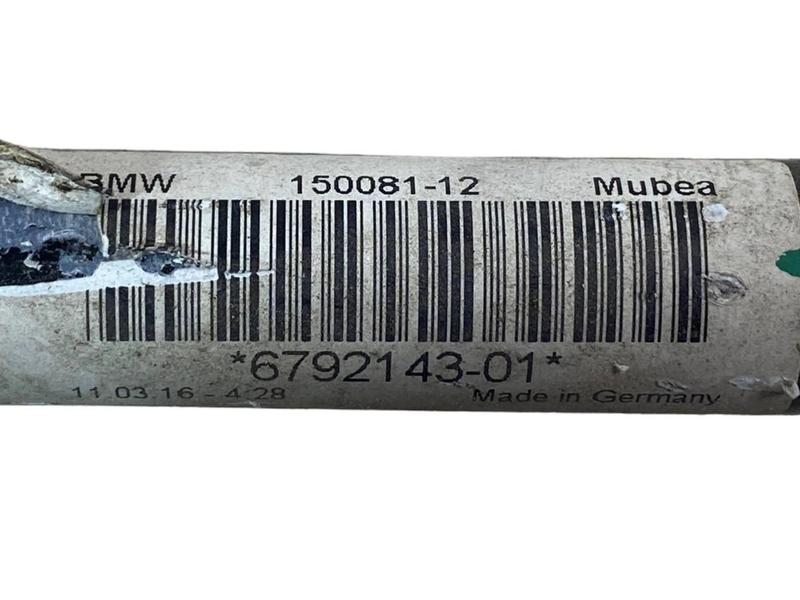 BMW 150081-12 Mubea
*6792143-01*
11.03.16 - 4.28 Made in Germany